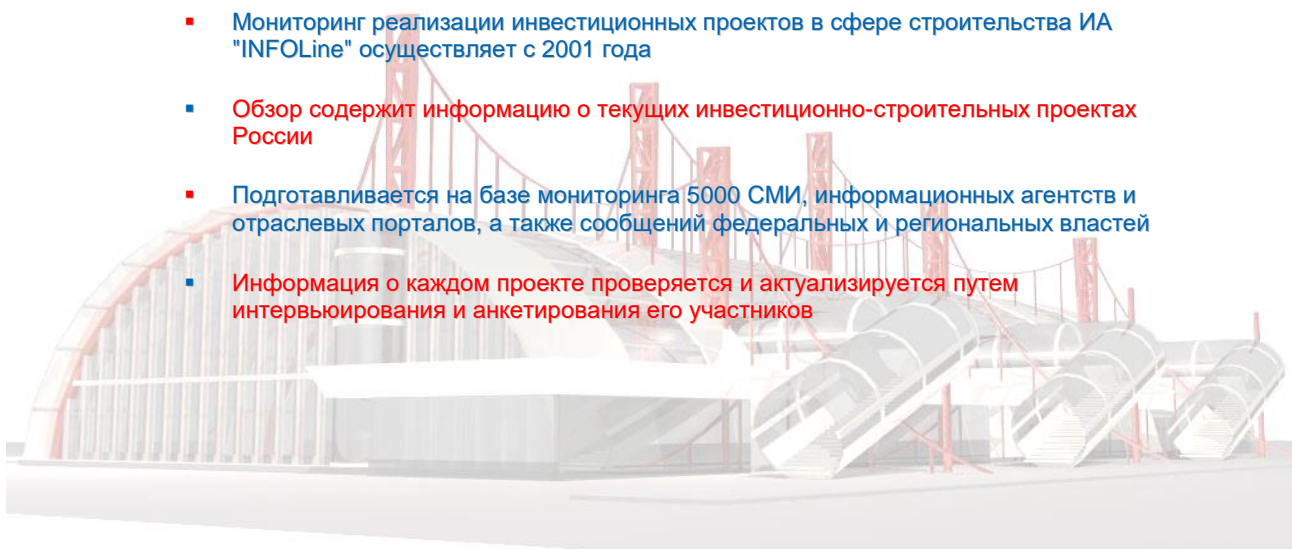 Мониторинг реализации инвестиционных проектов в сфере строительства ИА
"INFOLine" осуществляет с 2001 года
Обзор содержит информацию о текущих инвестиционно-строительных проектах
России
Подготавливается на базе мониторинга 5000 СМИ, информационных агентств и
отраслевых порталов, а также сообщений федеральных и региональных властей
Информация о каждом проекте проверяется и актуализируется путем
интервьюирования и анкетирования его участников